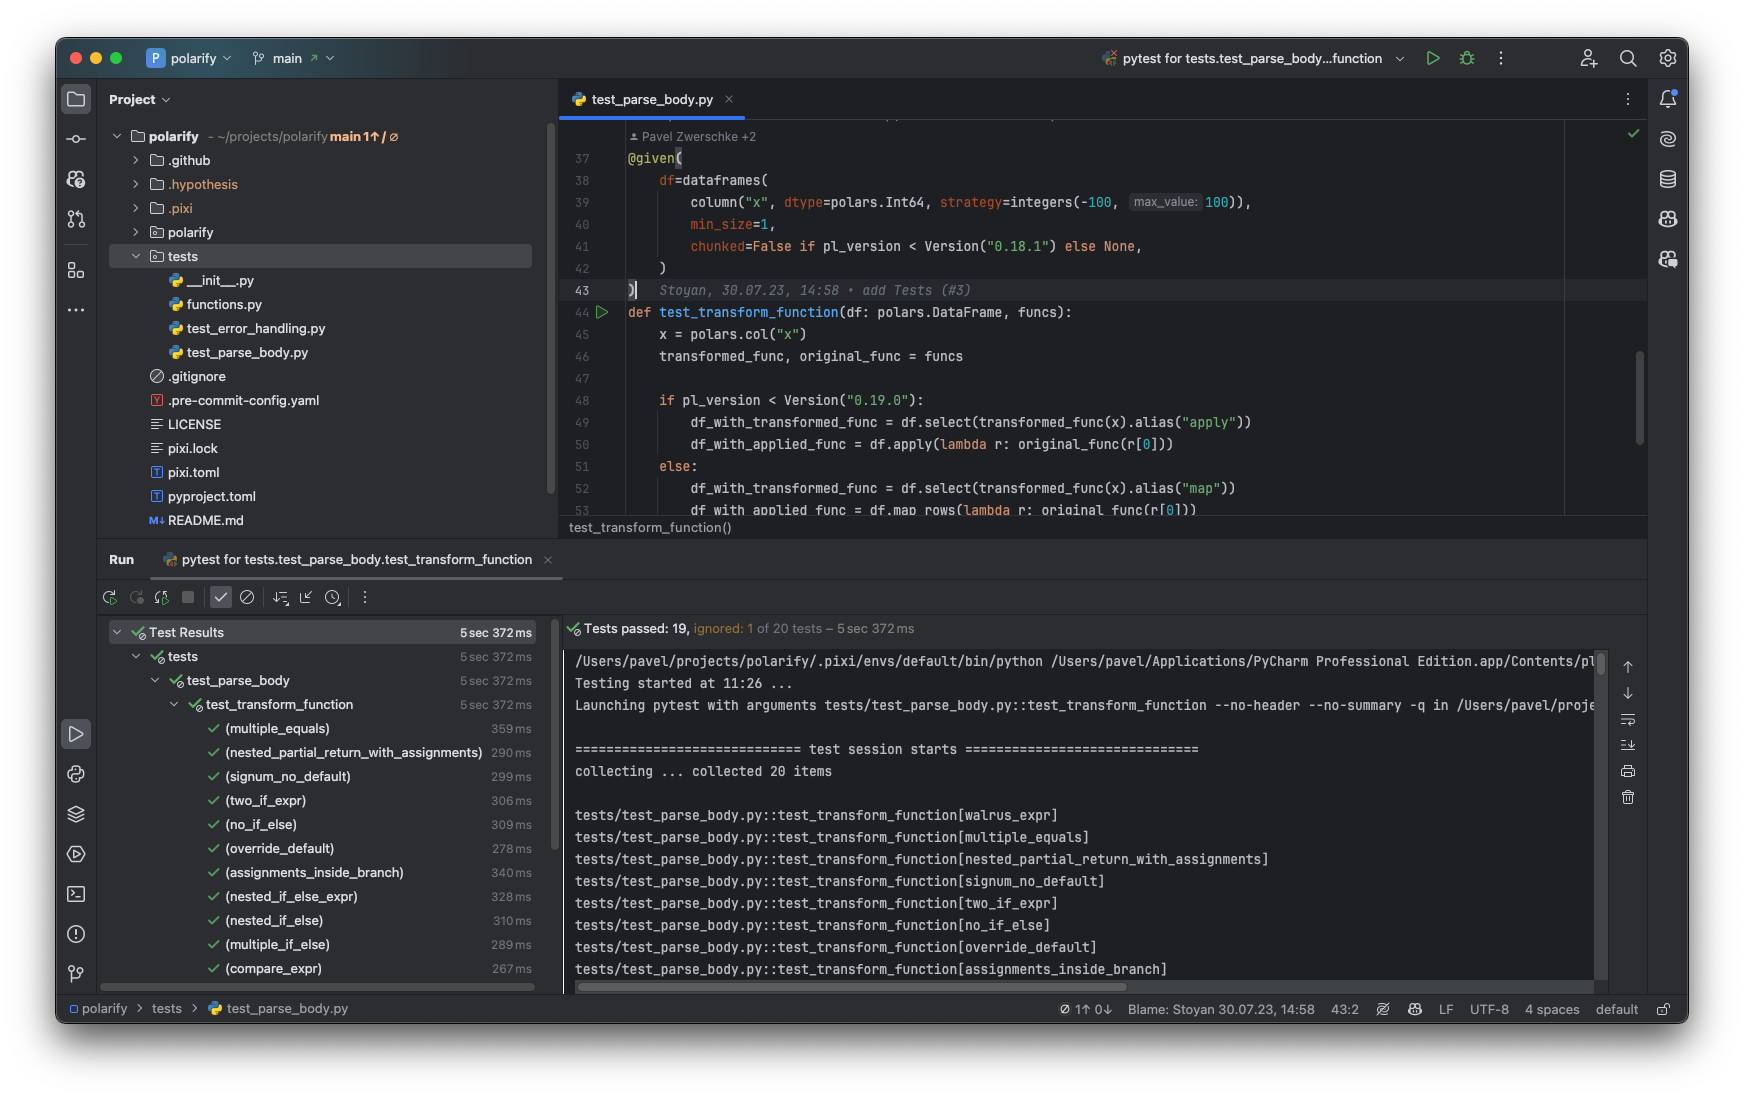 P polarify main pytest for tests.test_parse_body...function
Project
polarify - ~/projects/polarify main 1↑ / ∅
.github
.hypothesis
.pixi
polarify
tests
__init__.py
functions.py
test_error_handling.py
test_parse_body.py
.gitignore
Y .pre-commit-config.yaml
LICENSE
pixi.lock
T pixi.toml
T pyproject.toml
M↓ README.md
test_parse_body.py
Pavel Zwerschke +2
37 @given(
38 df=dataframes(
39 column("x", dtype=polars.Int64, strategy=integers(-100, max_value: 100)),
40 min_size=1,
41 chunked=False if pl_version < Version("0.18.1") else None,
42 )
43 ) Stoyan, 30.07.23, 14:58 • add Tests (#3)
44 def test_transform_function(df: polars.DataFrame, funcs):
45 x = polars.col("x")
46 transformed_func, original_func = funcs
47
48 if pl_version < Version("0.19.0"):
49 df_with_transformed_func = df.select(transformed_func(x).alias("apply"))
50 df_with_applied_func = df.apply(lambda r: original_func(r[0]))
51 else:
52 df_with_transformed_func = df.select(transformed_func(x).alias("map"))
53 df_with_applied_func = df.map_rows(lambda r: original_func(r[0]))
test_transform_function()
Run pytest for tests.test_parse_body.test_transform_function
Test Results 5 sec 372 ms
tests 5 sec 372 ms
test_parse_body 5 sec 372 ms
test_transform_function 5 sec 372 ms
(multiple_equals) 359 ms
(nested_partial_return_with_assignments) 290 ms
(signum_no_default) 299 ms
(two_if_expr) 306 ms
(no_if_else) 309 ms
(override_default) 278 ms
(assignments_inside_branch) 340 ms
(nested_if_else_expr) 328 ms
(nested_if_else) 310 ms
(multiple_if_else) 289 ms
(compare_expr) 267 ms
Tests passed: 19, ignored: 1 of 20 tests – 5 sec 372 ms
/Users/pavel/projects/polarify/.pixi/envs/default/bin/python /Users/pavel/Applications/PyCharm Professional Edition.app/Contents/pl
Testing started at 11:26 ...
Launching pytest with arguments tests/test_parse_body.py::test_transform_function --no-header --no-summary -q in /Users/pavel/proje
============================= test session starts ==============================
collecting ... collected 20 items
tests/test_parse_body.py::test_transform_function[walrus_expr]
tests/test_parse_body.py::test_transform_function[multiple_equals]
tests/test_parse_body.py::test_transform_function[nested_partial_return_with_assignments]
tests/test_parse_body.py::test_transform_function[signum_no_default]
tests/test_parse_body.py::test_transform_function[two_if_expr]
tests/test_parse_body.py::test_transform_function[no_if_else]
tests/test_parse_body.py::test_transform_function[override_default]
tests/test_parse_body.py::test_transform_function[assignments_inside_branch]
polarify > tests > test_parse_body.py
∅ 1↑ 0↓ Blame: Stoyan 30.07.23, 14:58 43:2 LF UTF-8 4 spaces default